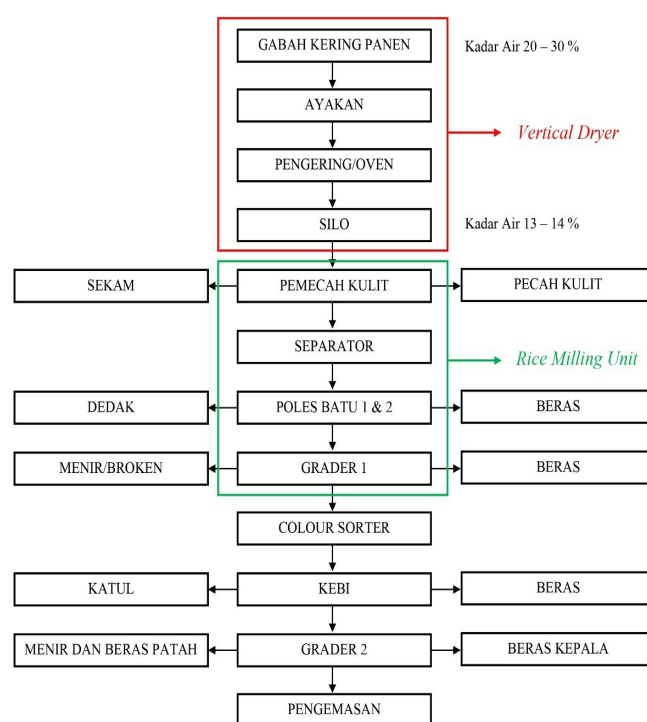 GABAH KERING PANEN
Kadar Air 20 – 30 %
AYAKAN
Vertical Dryer
PENGERING/OVEN
SILO
Kadar Air 13 – 14 %
SEKAM
PEMECAH KULIT
PECAH KULIT
SEPARATOR
Rice Milling Unit
DEDAK
POLES BATU 1 & 2
BERAS
MENIR/BROKEN
GRADER 1
BERAS
COLOUR SORTER
KATUL
KEBI
BERAS
MENIR DAN BERAS PATAH
GRADER 2
BERAS KEPALA
PENGEMASAN